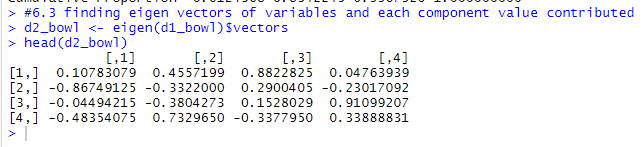 > #6.3 finding eigen vectors of variables and each component value contributed
> d2_bowl <- eigen(d1_bowl)$vectors
> head(d2_bowl)
[,1] [,2] [,3] [,4]
[1,] 0.10783079 0.4557199 0.8822825 0.04763939
[2,] -0.86749125 -0.3322000 0.2900405 -0.23017092
[3,] -0.04494215 -0.3804273 0.1528029 0.91099207
[4,] -0.48354075 0.7329650 -0.3377950 0.33888831
>